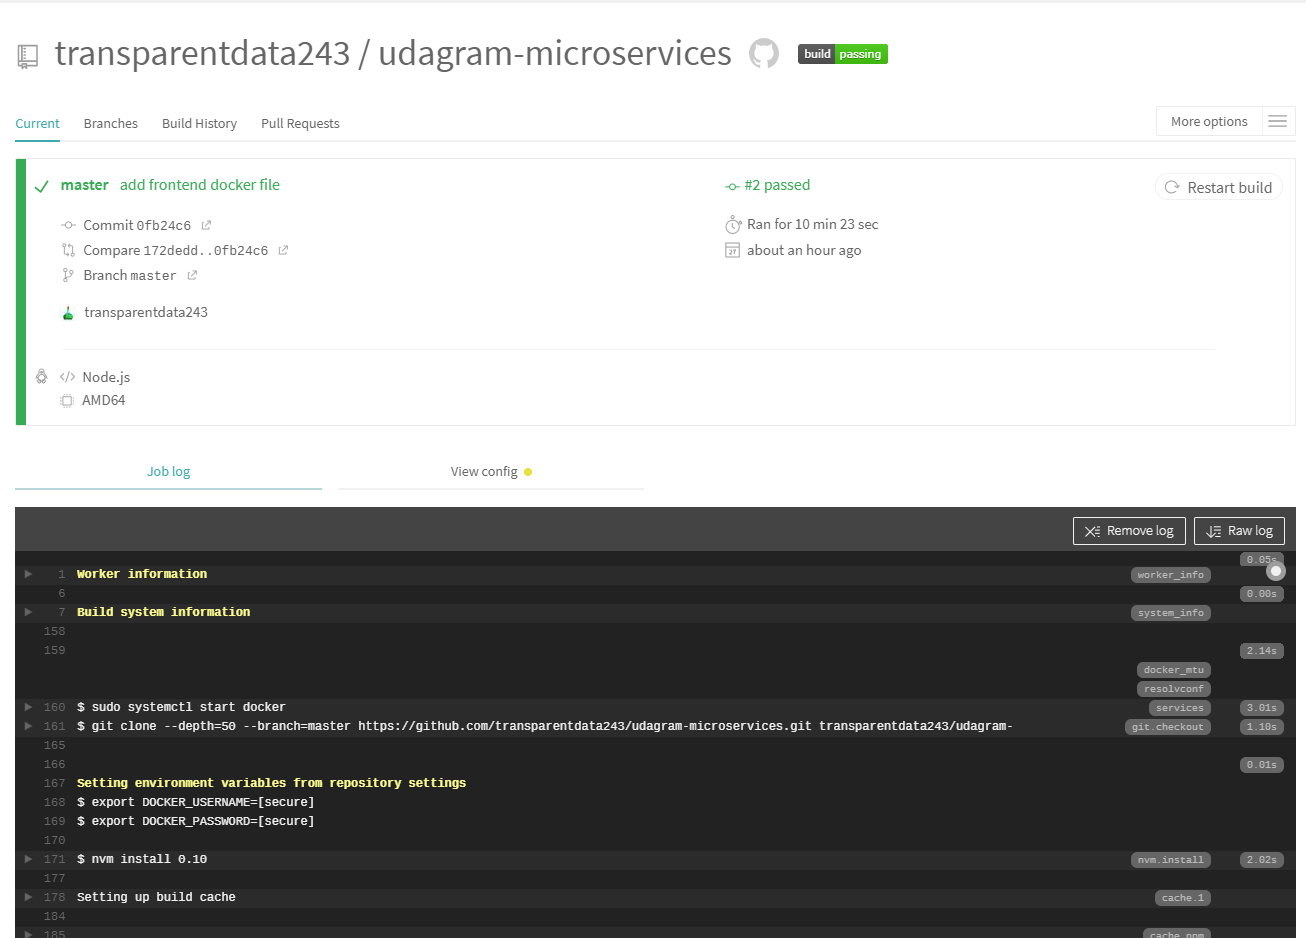 transparentdata243 / udagram-microservices build passing
Current Branches Build History Pull Requests More options
master add frontend docker file #2 passed Restart build
Commit 0fb24c6 Ran for 10 min 23 sec
Compare 172dedd..0fb24c6 27 about an hour ago
Branch master
transparentdata243
</> Node.js
AMD64
Job log View config
Remove log Raw log
0.05s
1 Worker information worker_info
6 0.00s
7 Build system information system_info
158
159 2.14s
docker_mtu
resolvconf
160 $ sudo systemctl start docker services 3.01s
161 $ git clone --depth=50 --branch=master https://github.com/transparentdata243/udagram-microservices.git transparentdata243/udagram- git.checkout 1.10s
165
166 0.01s
167 Setting environment variables from repository settings
168 $ export DOCKER_USERNAME=[secure]
169 $ export DOCKER_PASSWORD=[secure]
170
171 $ nvm install 0.10 nvm.install 2.02s
177
178 Setting up build cache cache.1
184
185 cache.npm